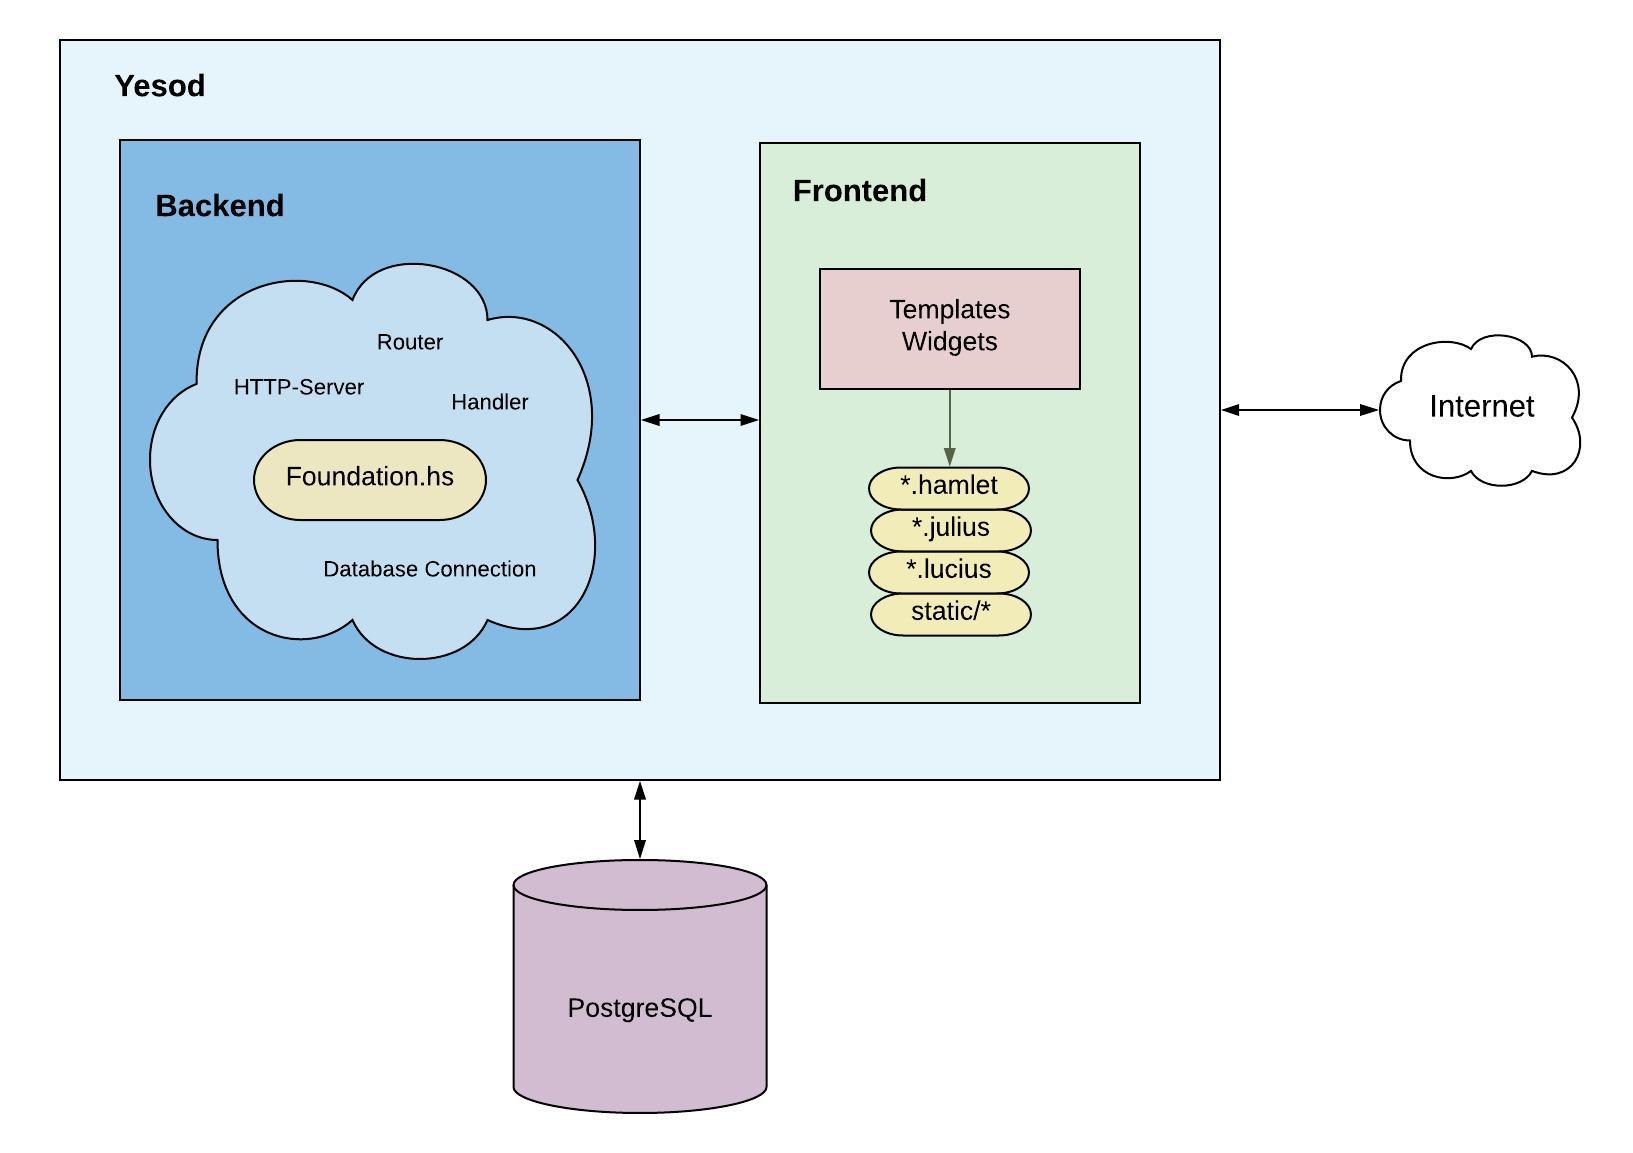 Yesod
Backend
Router
HTTP-Server
Handler
Foundation.hs
Database Connection
Frontend
Templates
Widgets
*.hamlet
*.julius
*.lucius
static/*
Internet
PostgreSQL